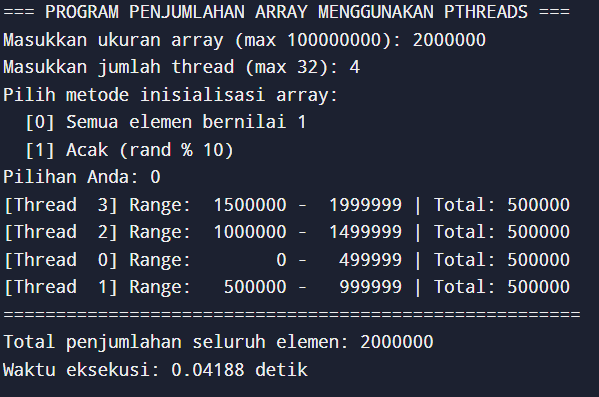 === PROGRAM PENJUMLAHAN ARRAY MENGGUNAKAN PTHREADS ===
Masukkan ukuran array (max 100000000): 2000000
Masukkan jumlah thread (max 32): 4
Pilih metode inisialisasi array:
  [0] Semua elemen bernilai 1
  [1] Acak (rand % 10)
Pilihan Anda: 0
[Thread  3] Range:  1500000 -  1999999 | Total: 500000
[Thread  2] Range:  1000000 -  1499999 | Total: 500000
[Thread  0] Range:        0 -   499999 | Total: 500000
[Thread  1] Range:   500000 -   999999 | Total: 500000
=======================================================
Total penjumlahan seluruh elemen: 2000000
Waktu eksekusi: 0.04188 detik